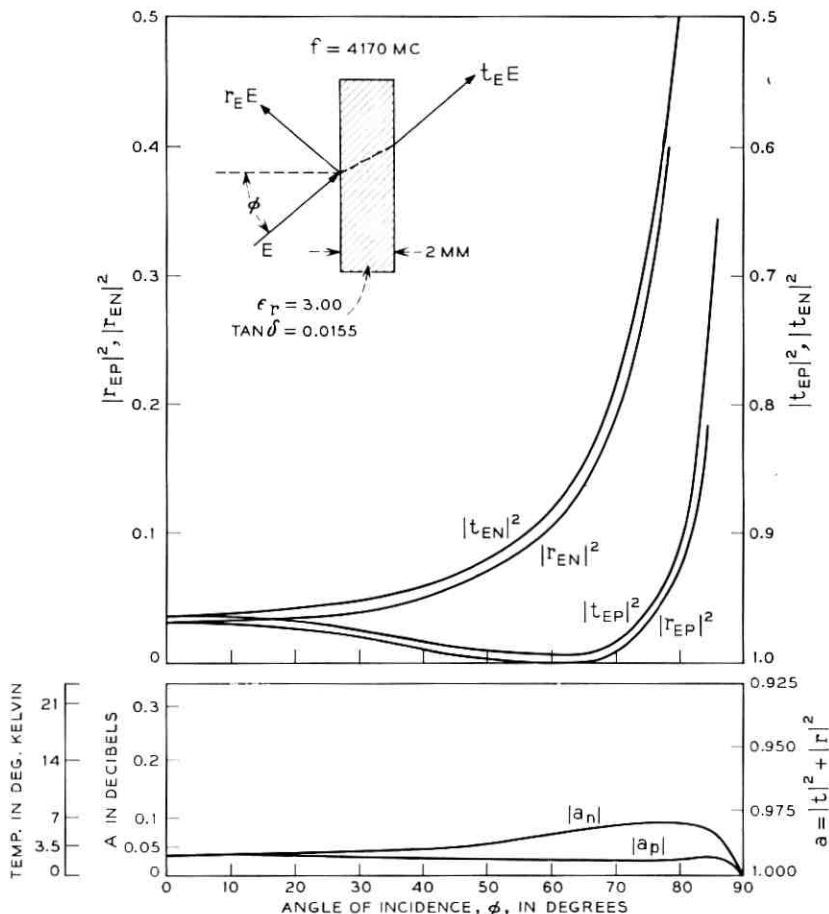 f = 4170 MC
t_E E
r_E E
ϕ
E
2 MM
ϵ_r = 3.00
TAN δ = 0.0155
0.5
0.4
0.3
0.2
0.1
0
|r_EP|², |r_EN|²
0.5
0.6
0.7
0.8
0.9
1.0
|t_EP|², |t_EN|²
|t_EN|²
|r_EN|²
|t_EP|²
|r_EP|²
TEMP. IN DEG. KELVIN
21
14
7
3.5
0
A IN DECIBELS
0.3
0.2
0.1
0.05
0
|a_n|
|a_p|
0.925
0.950
0.975
1.000
a = |t|² + |r|²
0 10 20 30 40 50 60 70 80 90
ANGLE OF INCIDENCE, ϕ, IN DEGREES